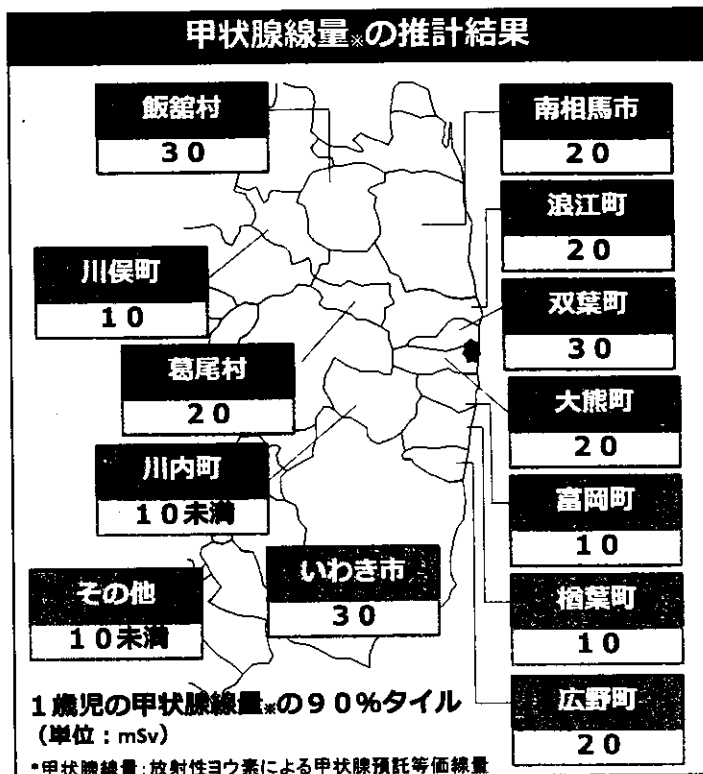 甲状腺線量※の推計結果
飯舘村
30
南相馬市
20
浪江町
20
川俣町
10
双葉町
30
葛尾村
20
大熊町
20
川内町
10未満
富岡町
10
いわき市
30
その他
10未満
楢葉町
10
広野町
20
1歳児の甲状腺線量※の90%タイル
(単位:mSv)
*甲状腺線量:放射性ヨウ素による甲状腺預託等価線量